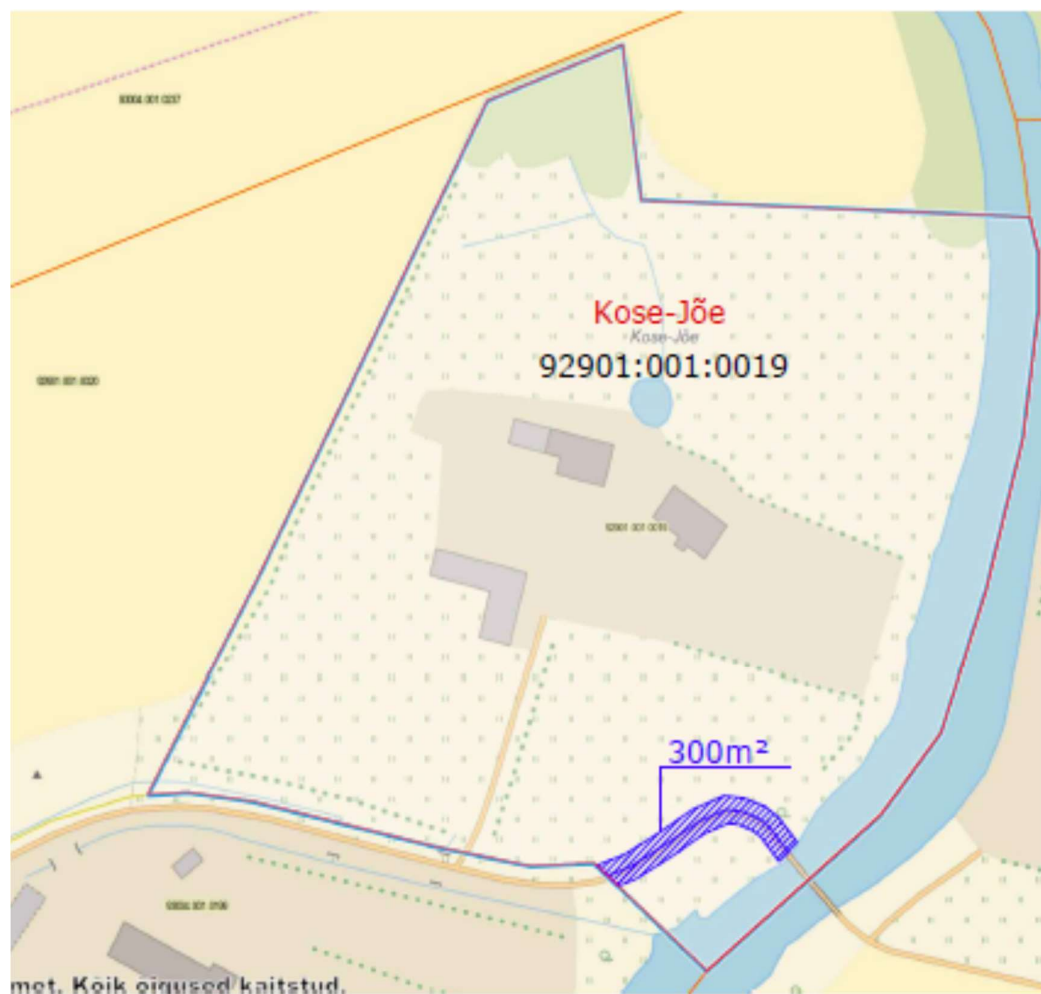 Kose-Jõe
Kose-Jõe
92901:001:0019
300m²
met. Kõik õigused kaitstud.